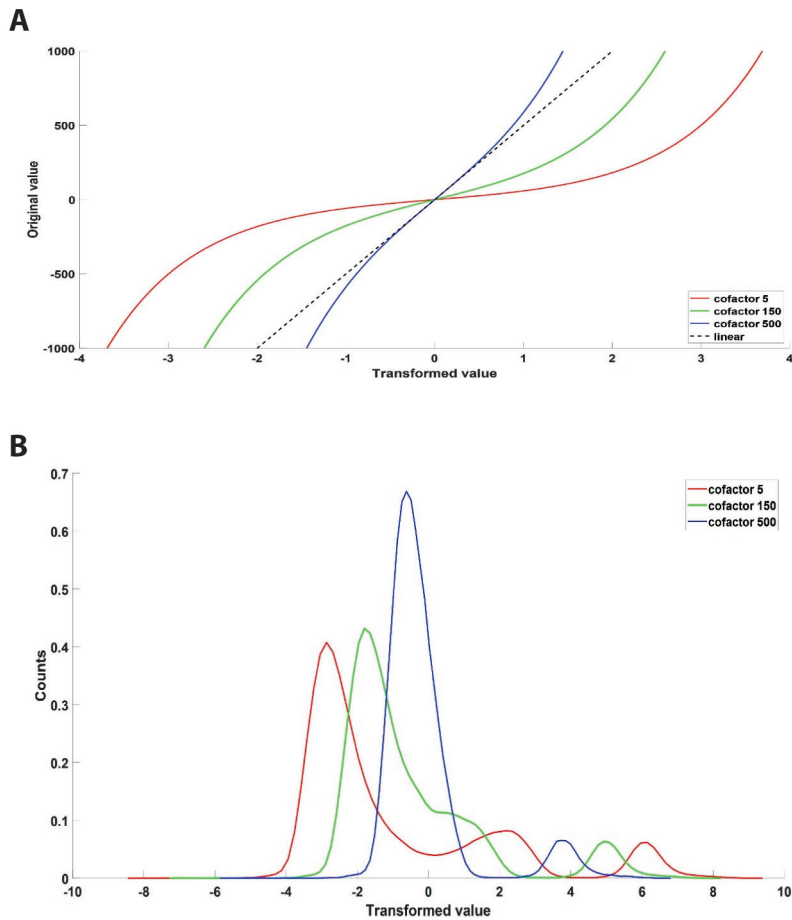 A
1000
500
0
-500
-1000
Original value
-4 -3 -2 -1 0 1 2 3 4
Transformed value
cofactor 5
cofactor 150
cofactor 500
linear
B
0.7
0.6
0.5
0.4
0.3
0.2
0.1
0
Counts
-10 -8 -6 -4 -2 0 2 4 6 8 10
Transformed value
cofactor 5
cofactor 150
cofactor 500